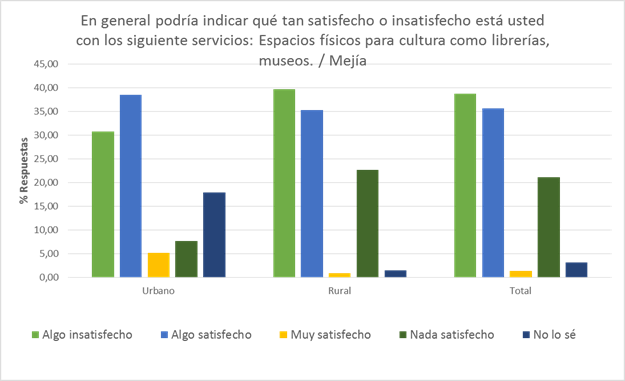 En general podría indicar qué tan satisfecho o insatisfecho está usted
con los siguiente servicios: Espacios físicos para cultura como librerías,
museos. / Mejía
45,00
40,00
35,00
30,00
25,00
20,00
15,00
10,00
5,00
0,00
% Respuestas
Urbano Rural Total
Algo insatisfecho Algo satisfecho Muy satisfecho Nada satisfecho No lo sé